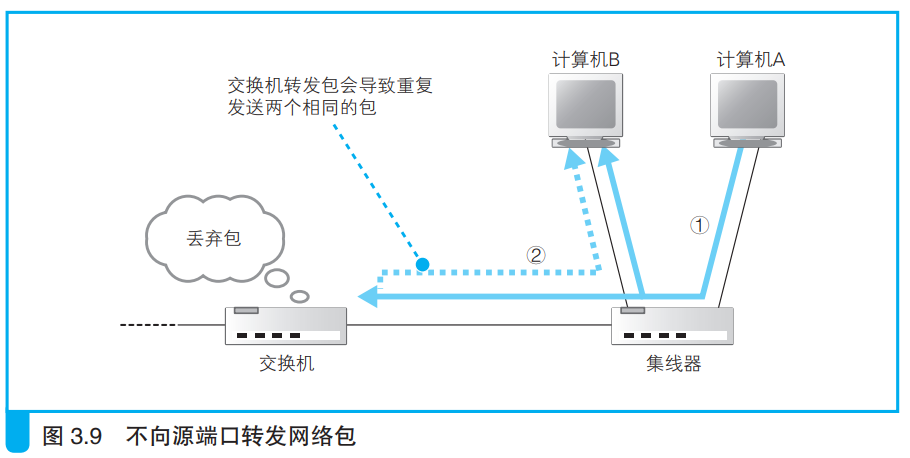 计算机B
计算机A
交换机转发包会导致重复
发送两个相同的包
①
丢弃包
②
交换机
集线器
图 3.9 不向源端口转发网络包